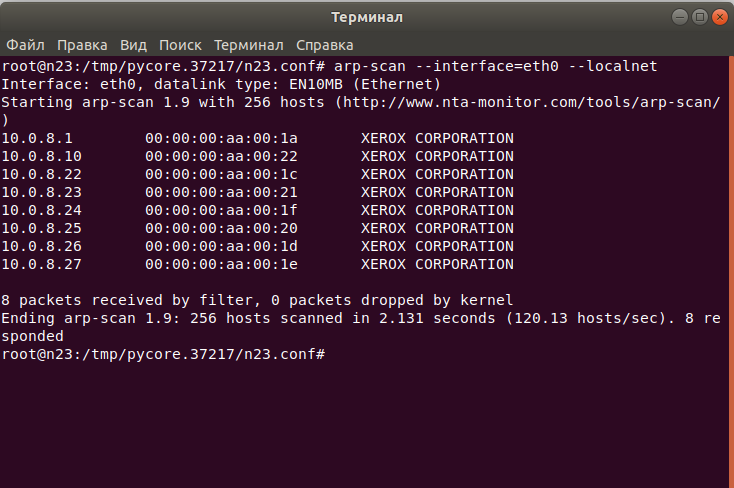 Терминал
Файл Правка Вид Поиск Терминал Справка
root@n23:/tmp/pycore.37217/n23.conf# arp-scan --interface=eth0 --localnet
Interface: eth0, datalink type: EN10MB (Ethernet)
Starting arp-scan 1.9 with 256 hosts (http://www.nta-monitor.com/tools/arp-scan/
)
10.0.8.1 00:00:00:aa:00:1a XEROX CORPORATION
10.0.8.10 00:00:00:aa:00:22 XEROX CORPORATION
10.0.8.22 00:00:00:aa:00:1c XEROX CORPORATION
10.0.8.23 00:00:00:aa:00:21 XEROX CORPORATION
10.0.8.24 00:00:00:aa:00:1f XEROX CORPORATION
10.0.8.25 00:00:00:aa:00:20 XEROX CORPORATION
10.0.8.26 00:00:00:aa:00:1d XEROX CORPORATION
10.0.8.27 00:00:00:aa:00:1e XEROX CORPORATION
8 packets received by filter, 0 packets dropped by kernel
Ending arp-scan 1.9: 256 hosts scanned in 2.131 seconds (120.13 hosts/sec). 8 re
sponded
root@n23:/tmp/pycore.37217/n23.conf#